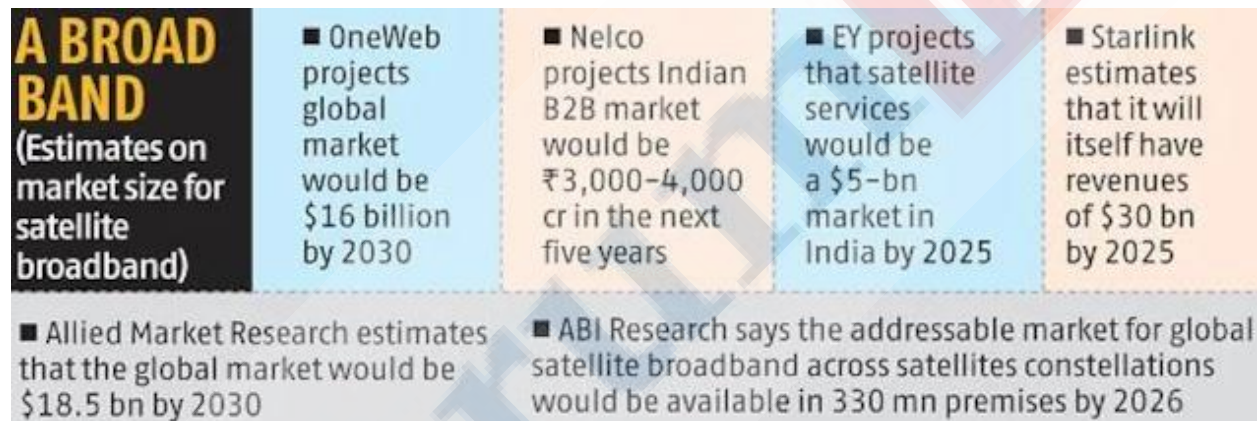 A BROAD
BAND
(Estimates on
market size for
satellite
broadband)
■ OneWeb
projects
global
market
would be
$16 billion
by 2030
■ Nelco
projects Indian
B2B market
would be
₹3,000–4,000
cr in the next
five years
■ EY projects
that satellite
services
would be
a $5-bn
market in
India by 2025
■ Starlink
estimates
that it will
itself have
revenues
of $30 bn
by 2025
■ Allied Market Research estimates
that the global market would be
$18.5 bn by 2030
■ ABI Research says the addressable market for global
satellite broadband across satellites constellations
would be available in 330 mn premises by 2026